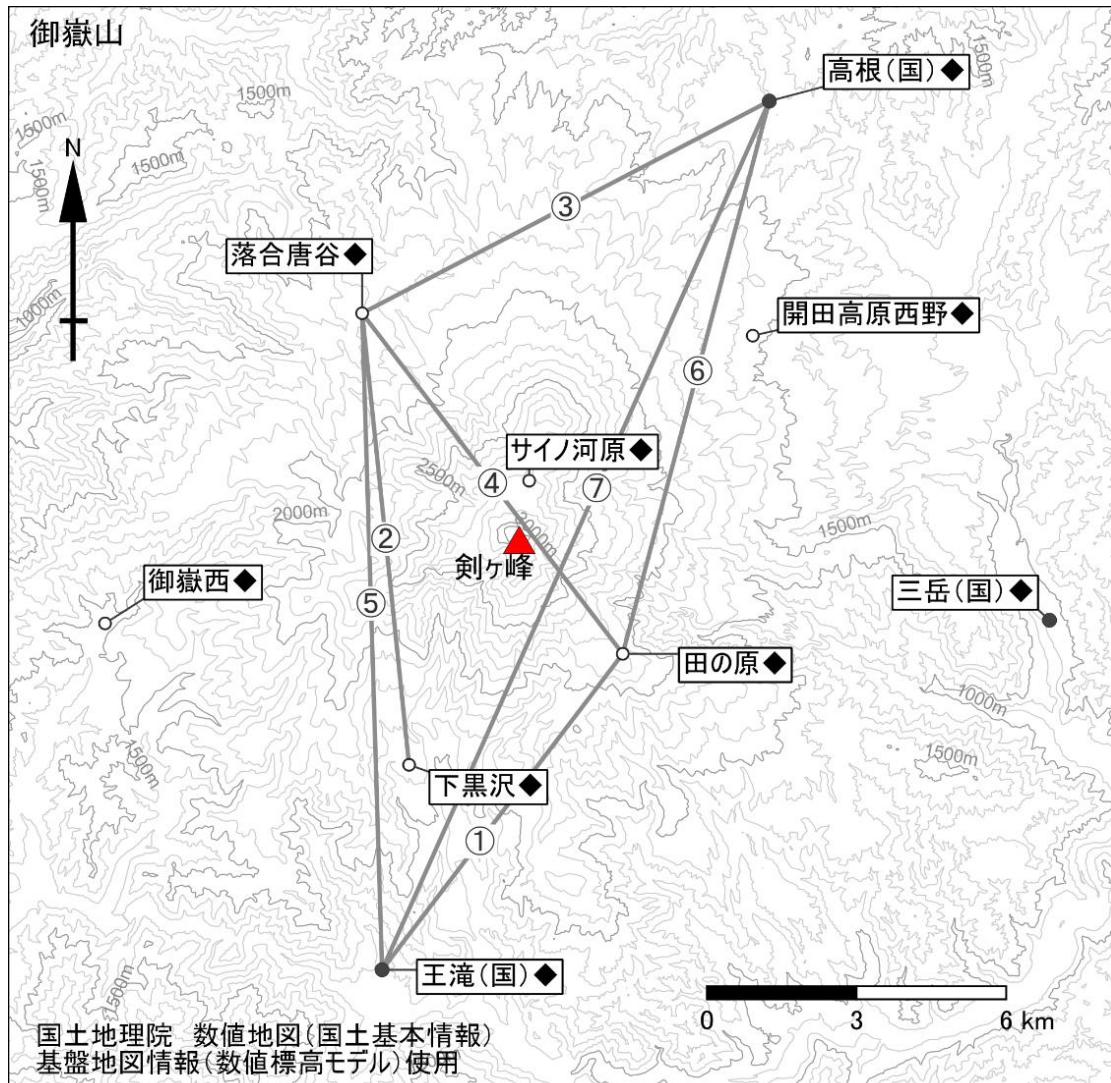 御嶽山
高根(国)◆
1500m
1500m
1500m
1500m
1500m
N
③
落合唐谷◆
1000m
開田高原西野◆
⑥
サイノ河原◆
2500m
④
⑦
2000m
1500m
②
剣ヶ峰
御嶽西◆
三岳(国)◆
⑤
田の原◆
1000m
1500m
1500m
下黒沢◆
①
王滝(国)◆
1500m
0 3 6 km
国土地理院 数値地図(国土基本情報)
基盤地図情報(数値標高モデル)使用